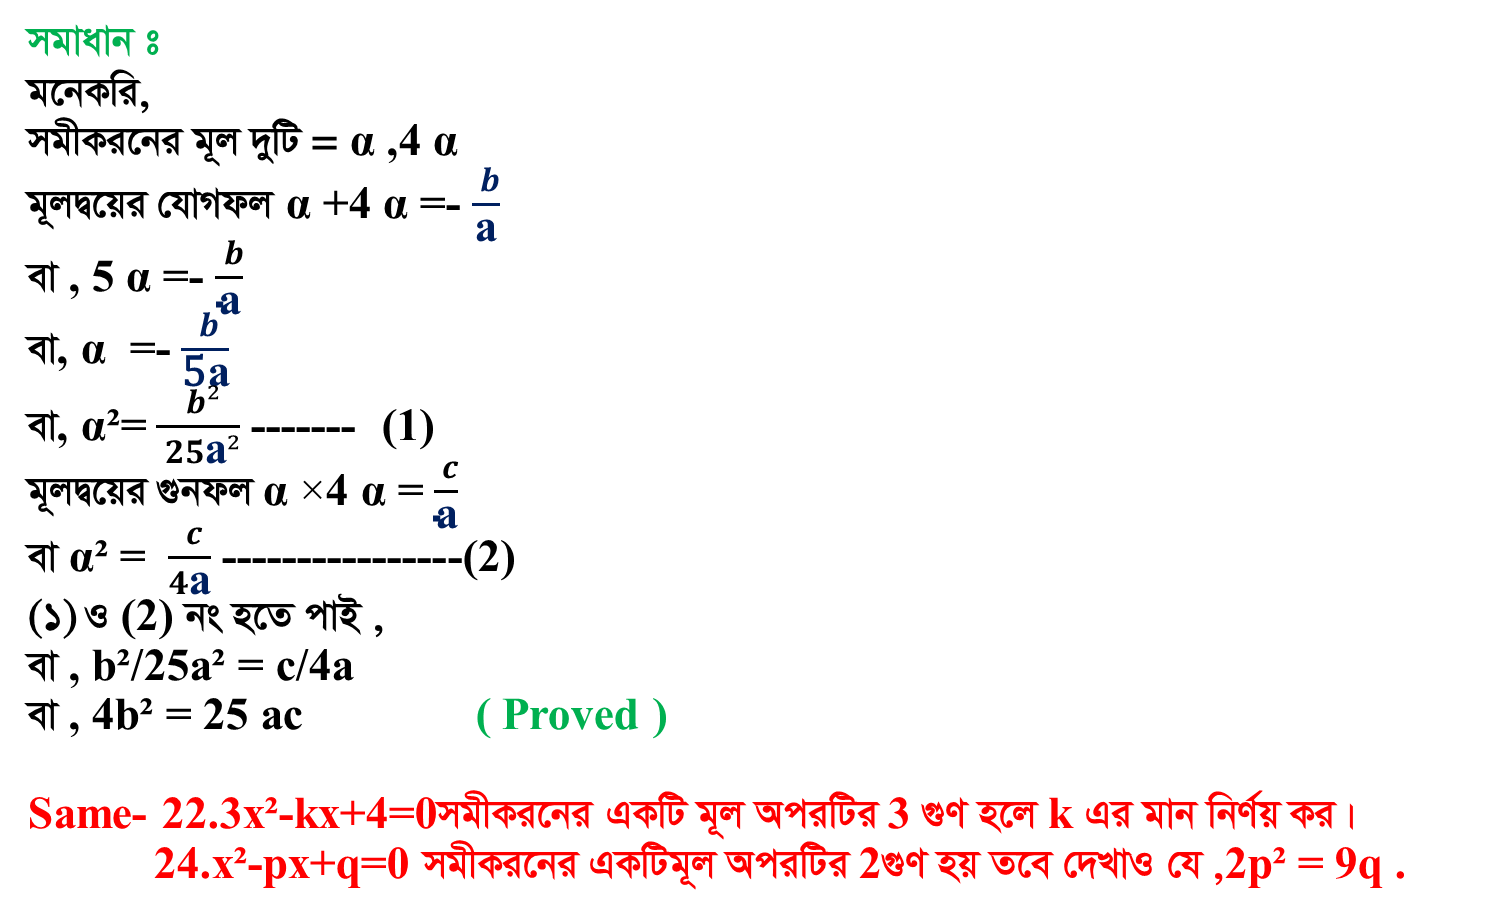 সমাধান ঃ
মনেকরি,
সমীকরনের মূল দুটি = α ,4 α
মূলদ্বয়ের যোগফল α +4 α =- b/a
বা , 5 α =- b/a
বা, α =- b/5a
বা, α²= b²/25a² ------- (1)
মূলদ্বয়ের গুনফল α ×4 α = c/a
বা α² = c/4a ----------------(2)
(১) ও (2) নং হতে পাই ,
বা , b²/25a² = c/4a
বা , 4b² = 25 ac ( Proved )
Same- 22.3x²-kx+4=0সমীকরনের একটি মূল অপরটির 3 গুণ হলে k এর মান নির্ণয় কর।
24.x²-px+q=0 সমীকরনের একটিমূল অপরটির 2গুণ হয় তবে দেখাও যে ,2p² = 9q .